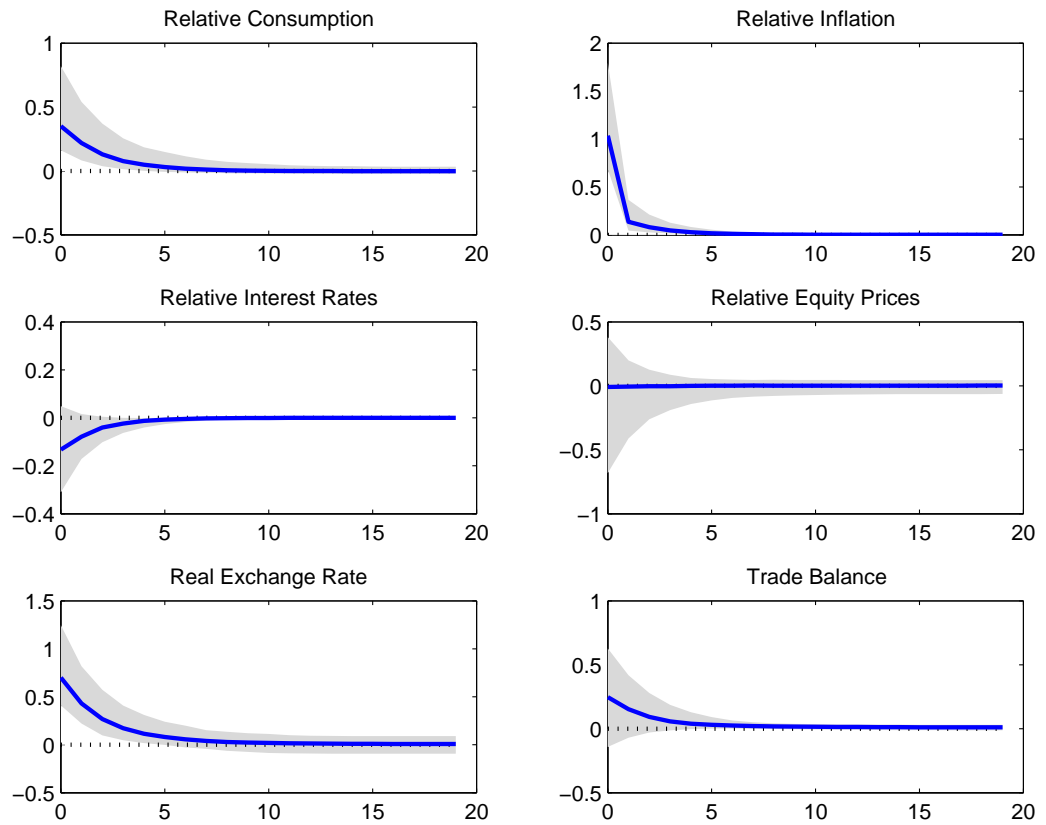 Relative Consumption
1
0.5
0
−0.5
0 5 10 15 20
Relative Inflation
2
1.5
1
0.5
0
0 5 10 15 20
Relative Interest Rates
0.4
0.2
0
−0.2
−0.4
0 5 10 15 20
Relative Equity Prices
0.5
0
−0.5
−1
0 5 10 15 20
Real Exchange Rate
1.5
1
0.5
0
−0.5
0 5 10 15 20
Trade Balance
1
0.5
0
−0.5
0 5 10 15 20